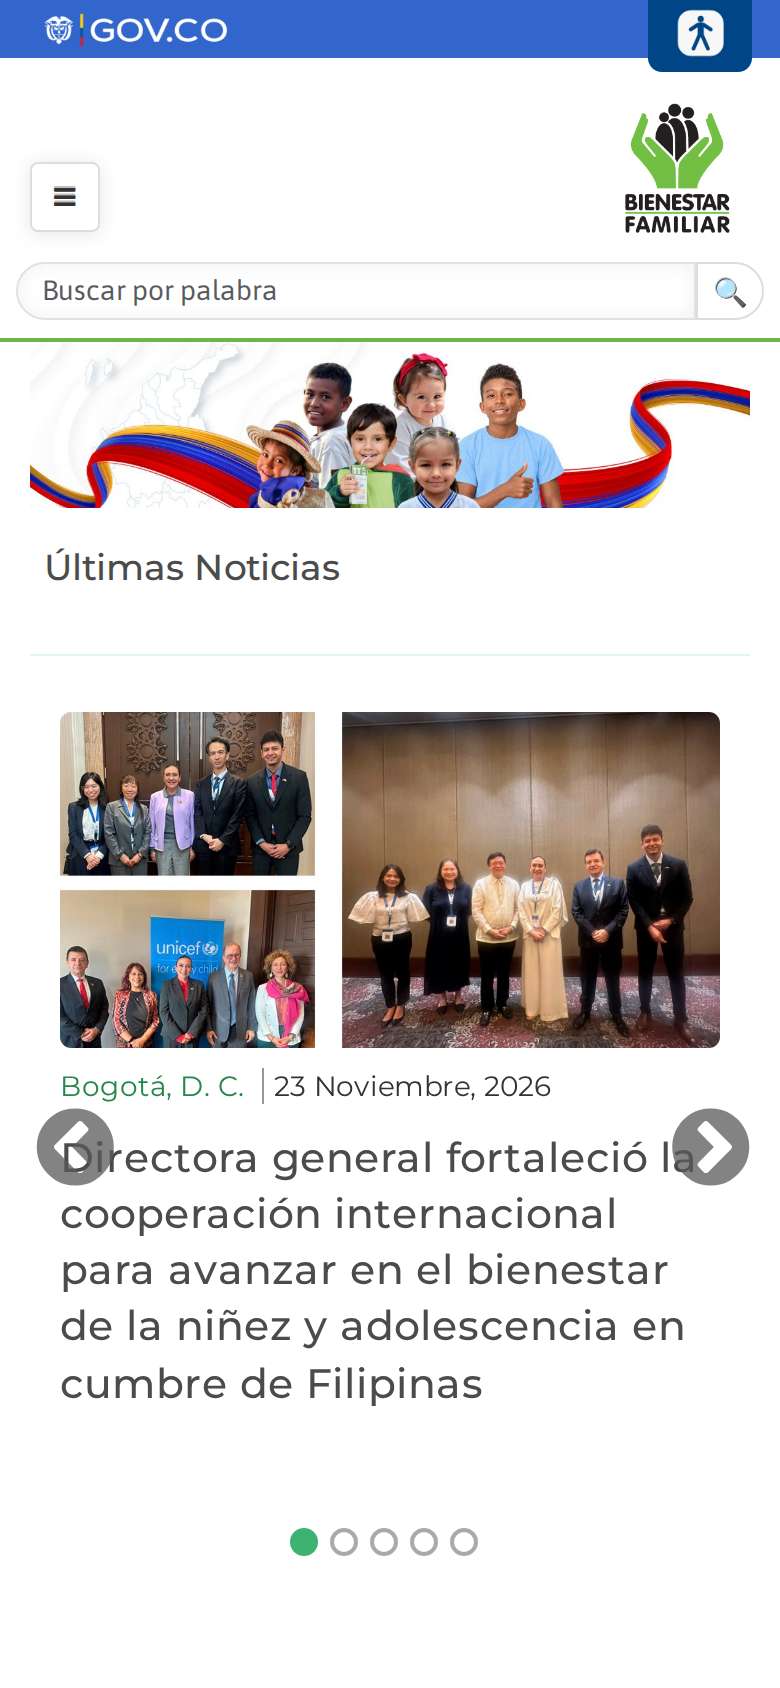 GOV.CO
BIENESTAR
FAMILIAR
Buscar por palabra
Últimas Noticias
unicef
Bogotá, D. C. 23 Noviembre, 2026
Directora general fortaleció la
cooperación internacional
para avanzar en el bienestar
de la niñez y adolescencia en
cumbre de Filipinas